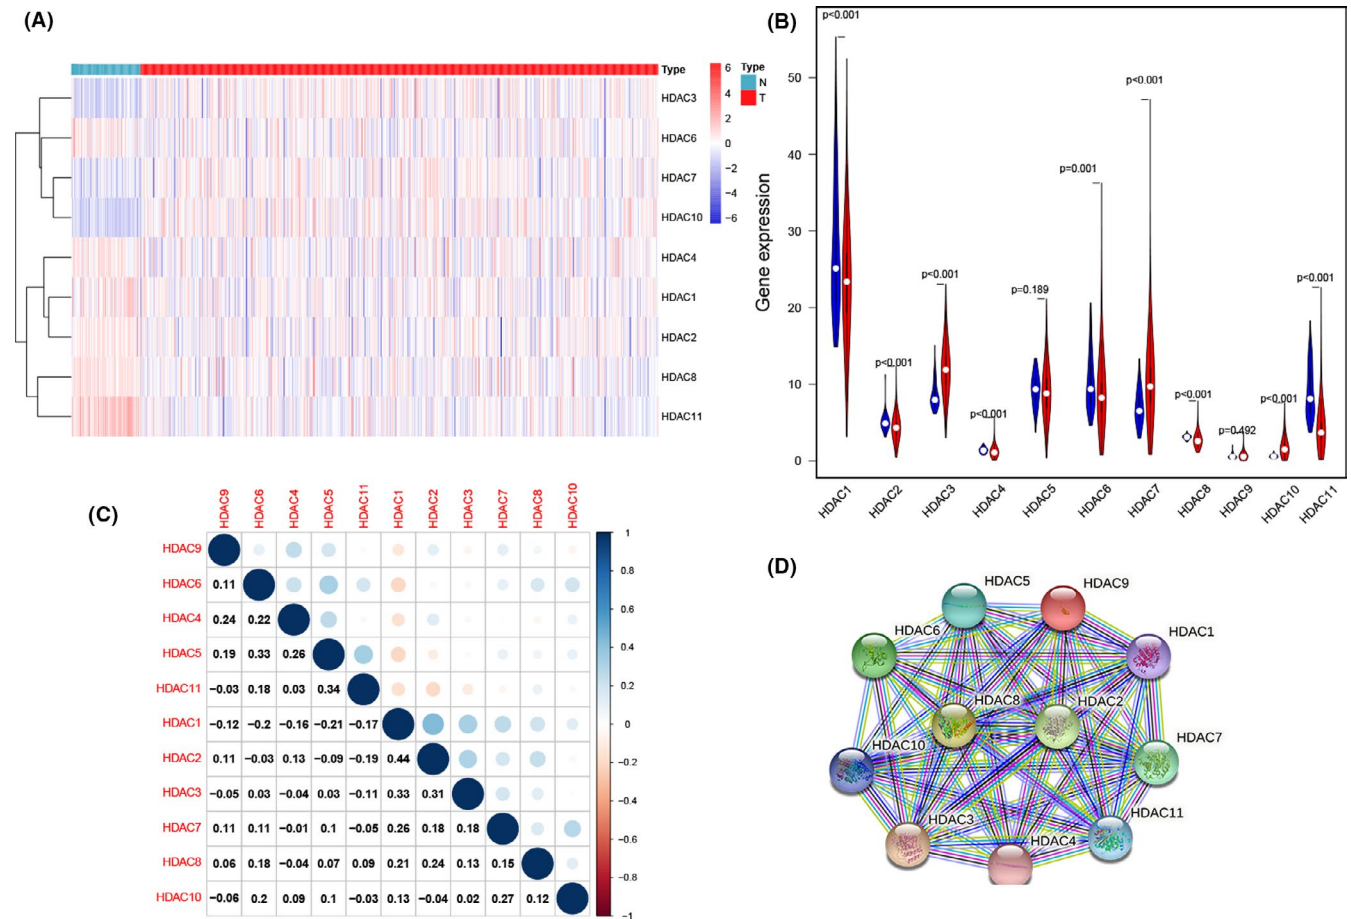 (A)
Type
HDAC3
HDAC6
HDAC7
HDAC10
HDAC4
HDAC1
HDAC2
HDAC8
HDAC11
6
4
2
0
−2
−4
−6
Type
N
T
(B)
Gene expression
50
40
30
20
10
0
p<0.001
p<0.001
p<0.001
p<0.001
p=0.189
p=0.001
p<0.001
p<0.001
p=0.492
p<0.001
p<0.001
HDAC1
HDAC2
HDAC3
HDAC4
HDAC5
HDAC6
HDAC7
HDAC8
HDAC9
HDAC10
HDAC11
(C)
HDAC9 HDAC6 HDAC4 HDAC5 HDAC11 HDAC1 HDAC2 HDAC3 HDAC7 HDAC8 HDAC10
HDAC9
HDAC6 0.11
HDAC4 0.24 0.22
HDAC5 0.19 0.33 0.26
HDAC11 −0.03 0.18 0.03 0.34
HDAC1 −0.12 −0.2 −0.16 −0.21 −0.17
HDAC2 0.11 −0.03 0.13 −0.09 −0.19 0.44
HDAC3 −0.05 0.03 −0.04 0.03 −0.11 0.33 0.31
HDAC7 0.11 0.11 −0.01 0.1 −0.05 0.26 0.18 0.18
HDAC8 0.06 0.18 −0.04 0.07 0.09 0.21 0.24 0.13 0.15
HDAC10 −0.06 0.2 0.09 0.1 −0.03 0.13 −0.04 0.02 0.27 0.12
1
0.8
0.6
0.4
0.2
0
−0.2
−0.4
−0.6
−0.8
−1
(D)
HDAC5
HDAC9
HDAC6
HDAC1
HDAC8
HDAC2
HDAC10
HDAC7
HDAC3
HDAC11
HDAC4